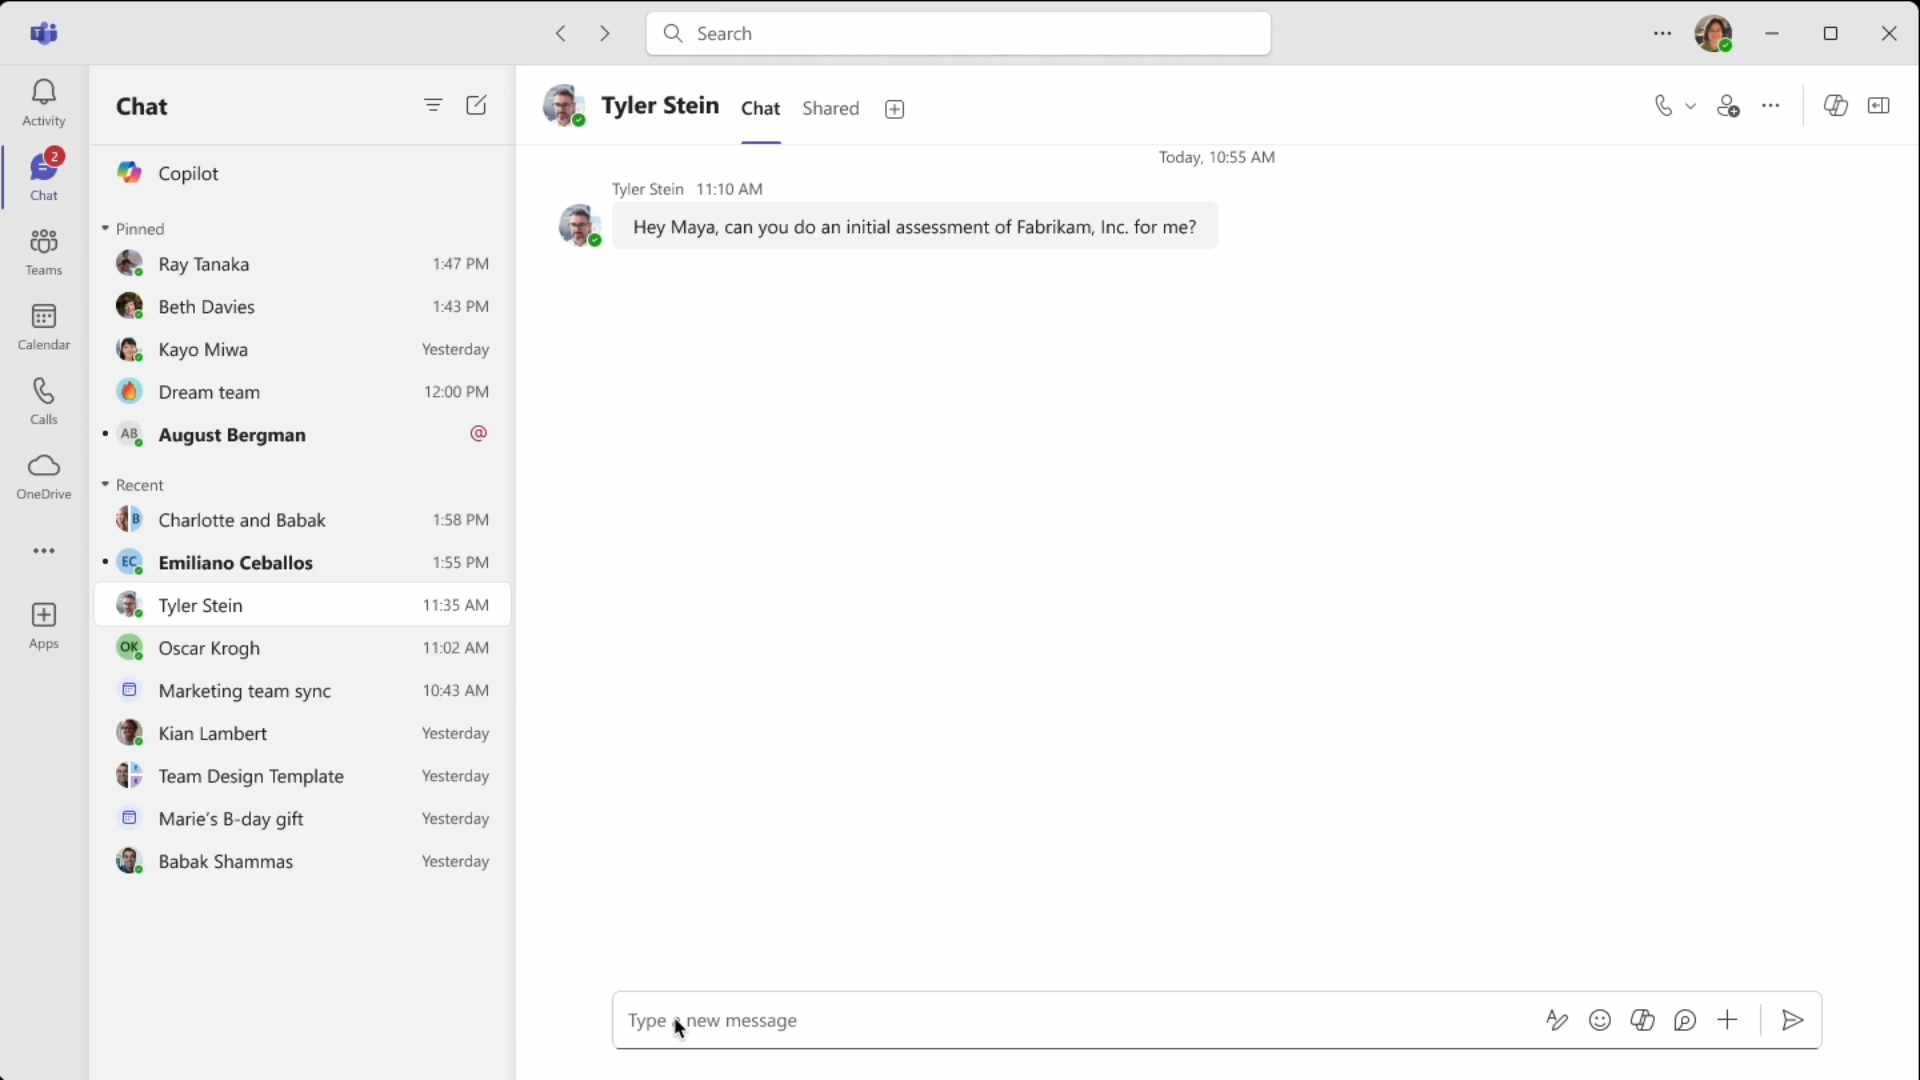 Search
Activity
2
Chat
Teams
Calendar
Calls
OneDrive
Apps
Chat
Copilot
Pinned
Ray Tanaka 1:47 PM
Beth Davies 1:43 PM
Kayo Miwa Yesterday
Dream team 12:00 PM
AB August Bergman @
Recent
B Charlotte and Babak 1:58 PM
EC Emiliano Ceballos 1:55 PM
Tyler Stein 11:35 AM
OK Oscar Krogh 11:02 AM
Marketing team sync 10:43 AM
Kian Lambert Yesterday
Team Design Template Yesterday
Marie’s B-day gift Yesterday
Babak Shammas Yesterday
Tyler Stein Chat Shared
Today, 10:55 AM
Tyler Stein 11:10 AM
Hey Maya, can you do an initial assessment of Fabrikam, Inc. for me?
Type a new message